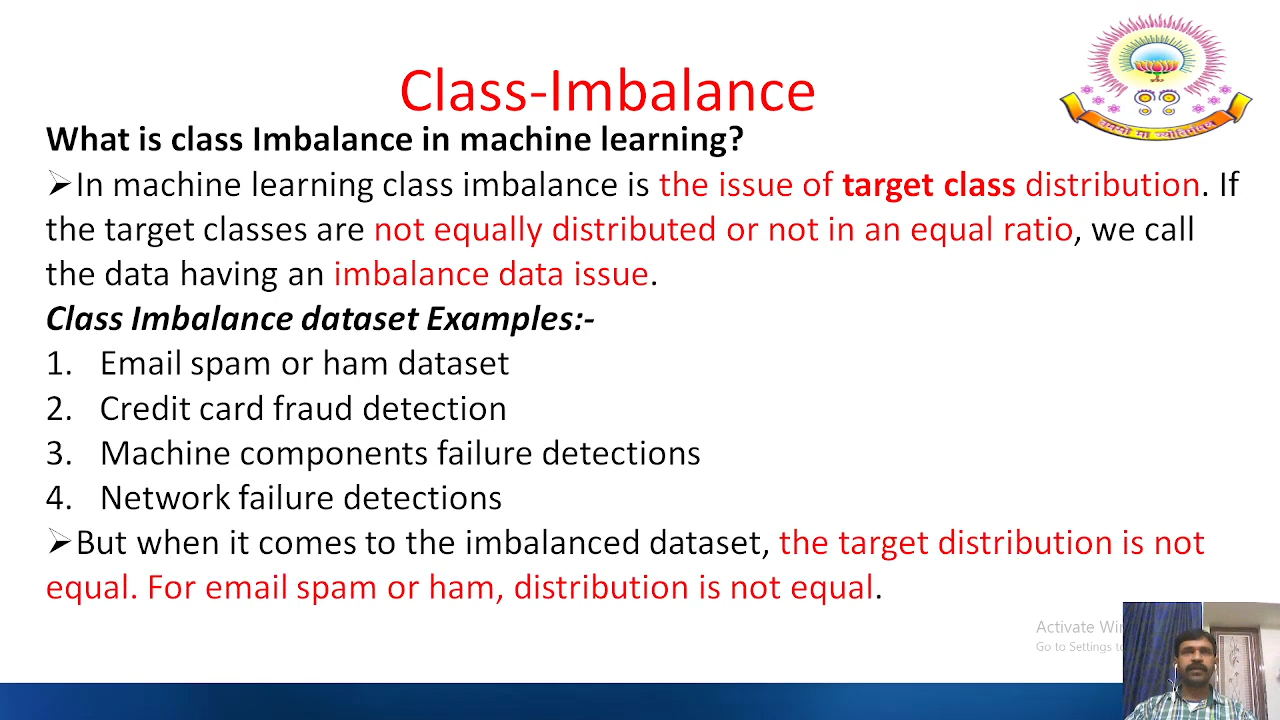 Class-Imbalance
What is class Imbalance in machine learning?
➢In machine learning class imbalance is the issue of target class distribution. If
the target classes are not equally distributed or not in an equal ratio, we call
the data having an imbalance data issue.
Class Imbalance dataset Examples:-
1. Email spam or ham dataset
2. Credit card fraud detection
3. Machine components failure detections
4. Network failure detections
➢But when it comes to the imbalanced dataset, the target distribution is not
equal. For email spam or ham, distribution is not equal.
Activate
Go to Settings